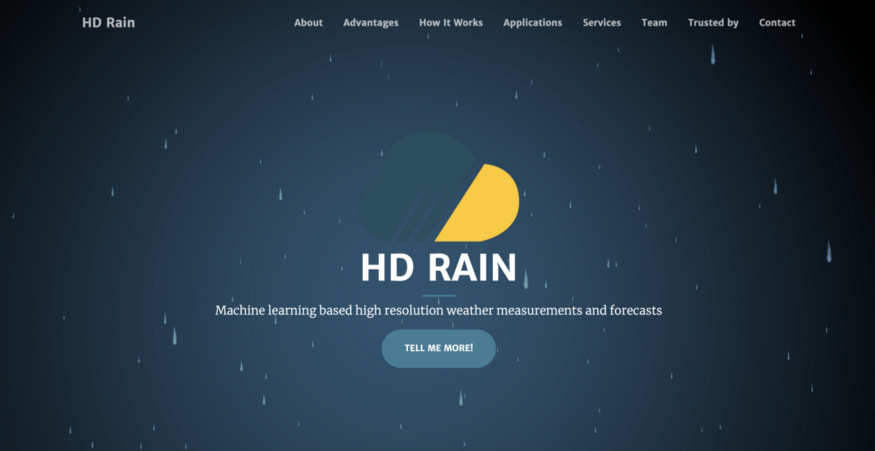 HD Rain About Advantages How It Works Applications Services Team Trusted by Contact
HD RAIN
Machine learning based high resolution weather measurements and forecasts
TELL ME MORE!